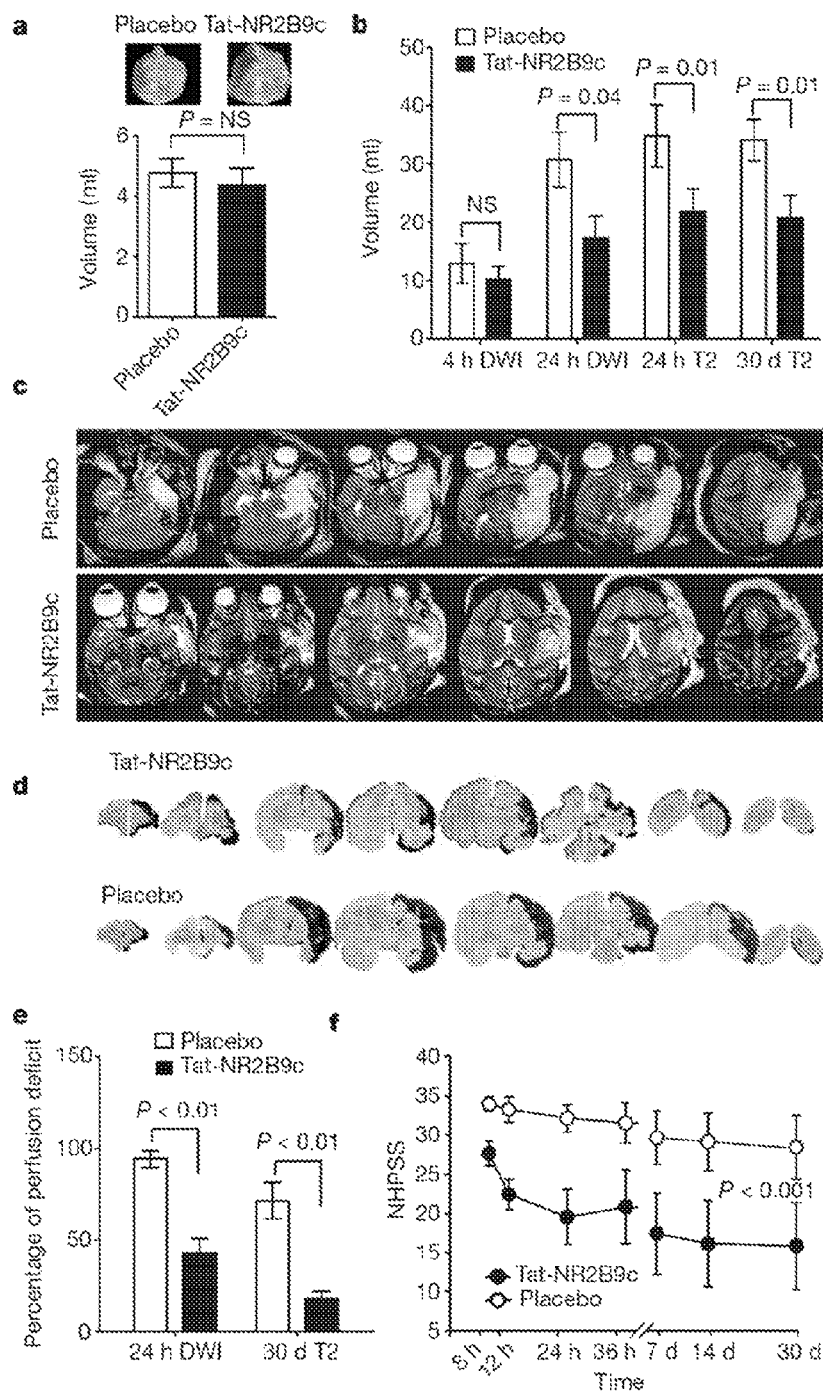 a
Placebo Tat-NR2B9c
P = NS
6
4
2
0
Volume (ml)
Placebo
Tat-NR2B9c
b
Placebo
Tat-NR2B9c
50
40
30
20
10
0
Volume (ml)
NS
P = 0.04
P = 0.01
P = 0.01
4 h DWI
24 h DWI
24 h T2
30 d T2
c
Placebo
Tat-NR2B9c
d
Tat-NR2B9c
Placebo
e
Placebo
Tat-NR2B9c
150
100
50
0
Percentage of perfusion deficit
P < 0.01
P < 0.01
24 h DWI
30 d T2
f
40
35
30
25
20
15
10
5
NHPSS
P < 0.001
Tat-NR2B9c
Placebo
12 h
24 h
36 h
7 d
14 d
30 d
Time